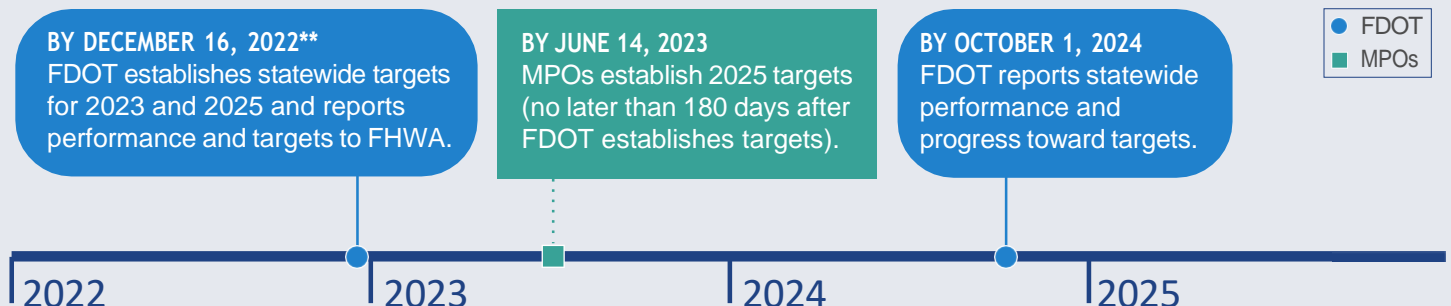 BY DECEMBER 16, 2022**
FDOT establishes statewide targets
for 2023 and 2025 and reports
performance and targets to FHWA.
BY JUNE 14, 2023
MPOs establish 2025 targets
(no later than 180 days after
FDOT establishes targets).
BY OCTOBER 1, 2024
FDOT reports statewide
performance and
progress toward targets.
FDOT
MPOs
2022
2023
2024
2025